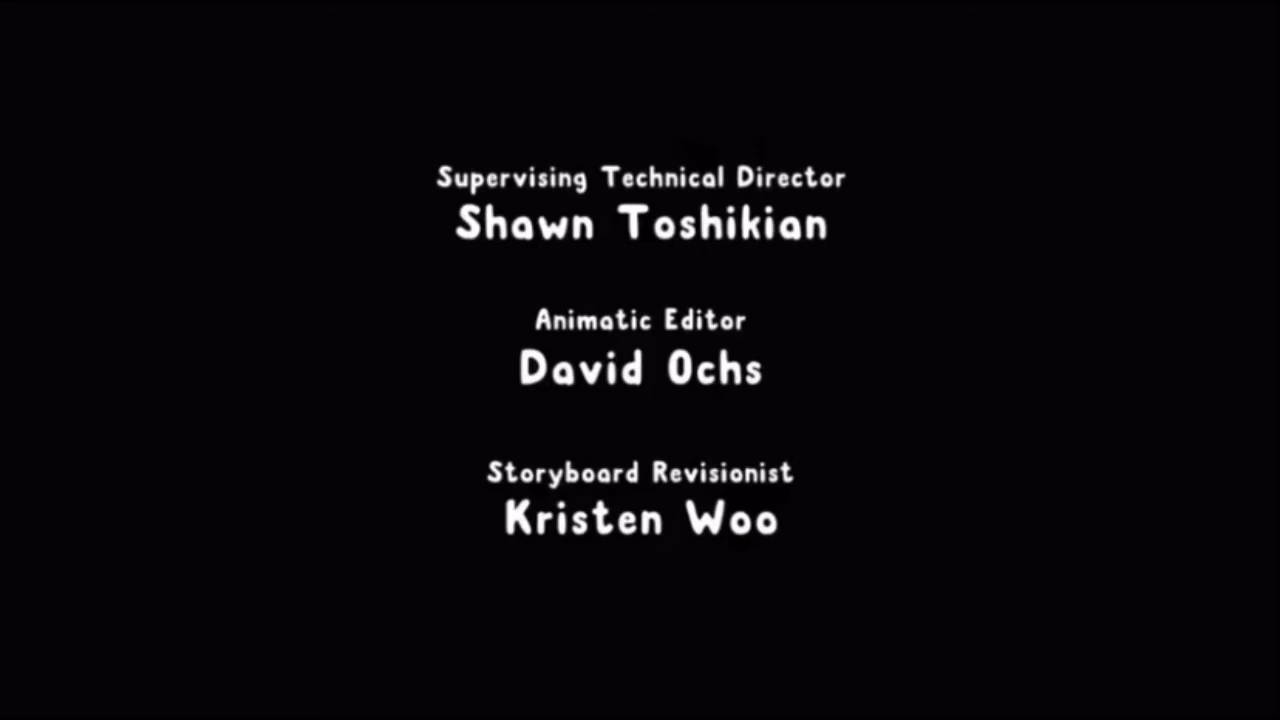 Supervising Technical Director
Shawn Toshikian
Animatic Editor
David Ochs
Storyboard Revisionist
Kristen Woo